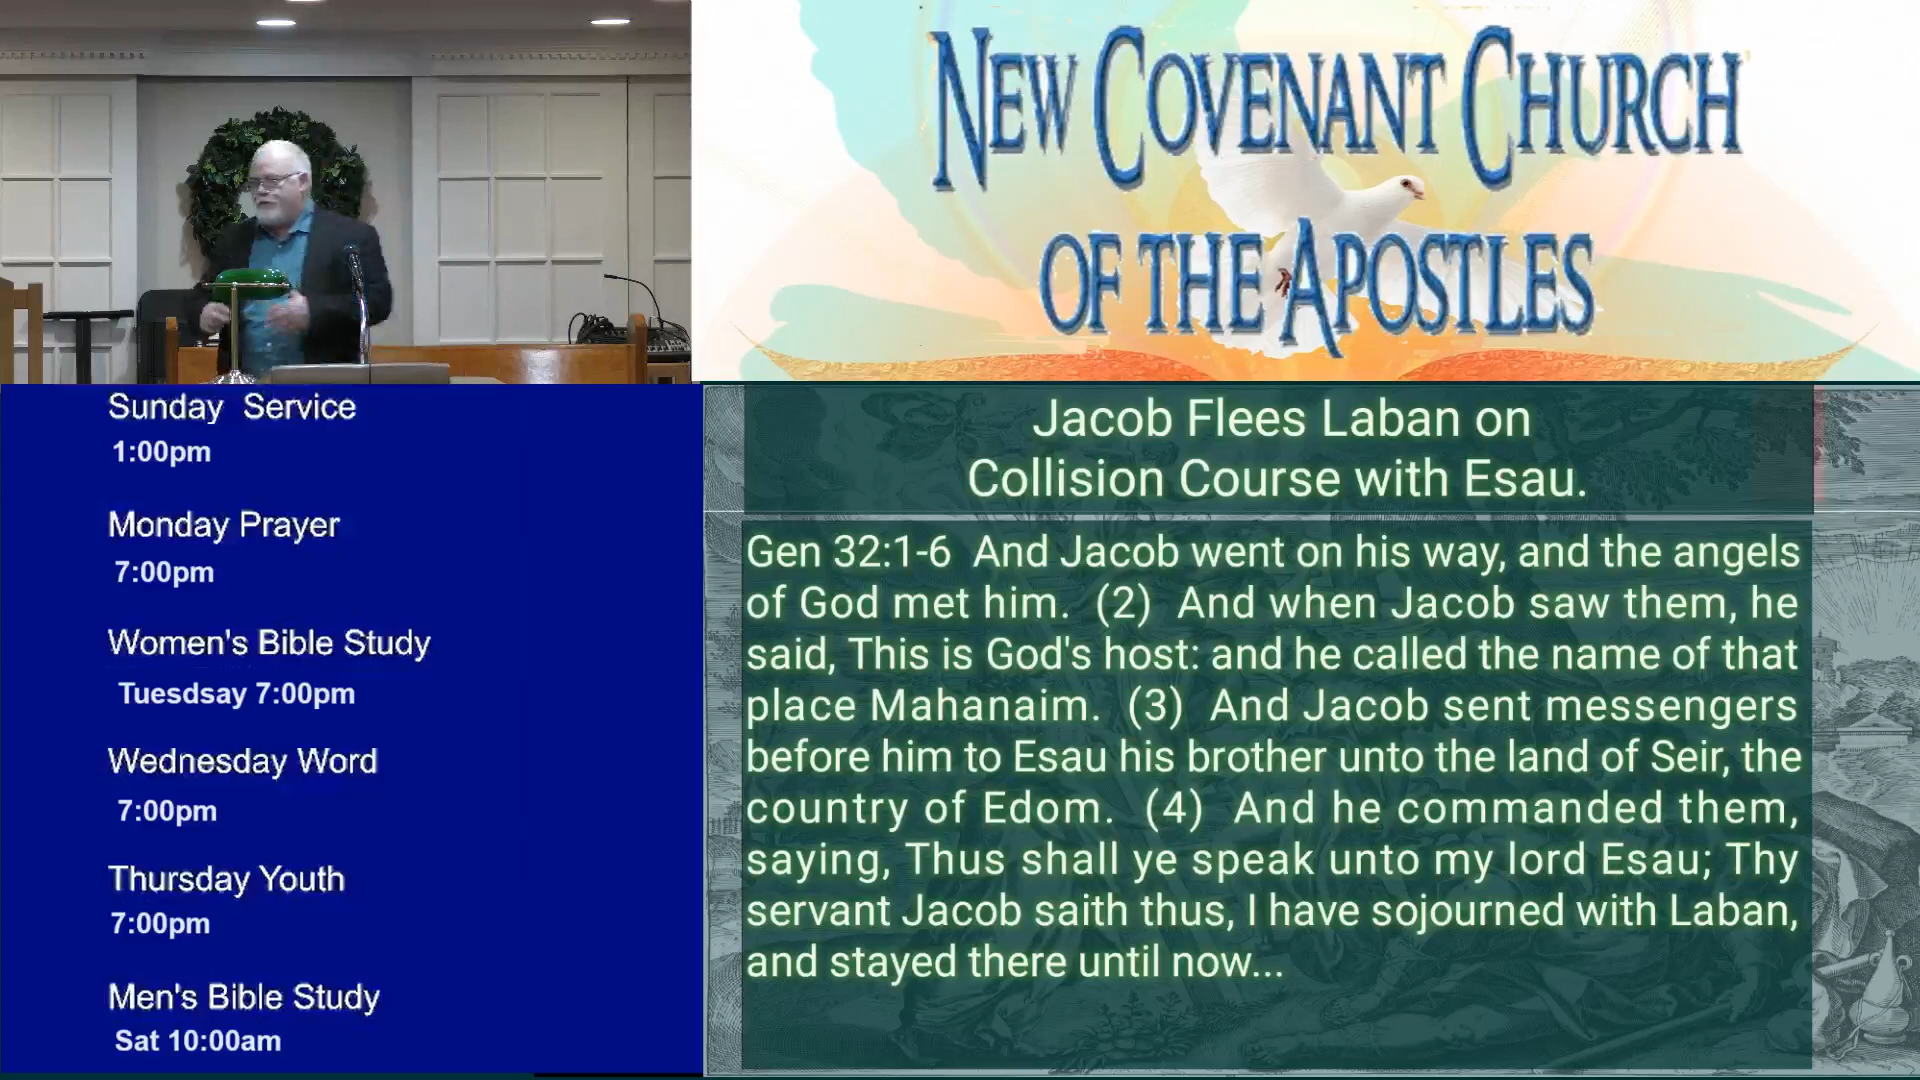 NEW COVENANT CHURCH
OF THE APOSTLES
Sunday Service
1:00pm
Monday Prayer
7:00pm
Women's Bible Study
Tuesdsay 7:00pm
Wednesday Word
7:00pm
Thursday Youth
7:00pm
Men's Bible Study
Sat 10:00am
Jacob Flees Laban on
Collision Course with Esau.
Gen 32:1-6 And Jacob went on his way, and the angels
of God met him. (2) And when Jacob saw them, he
said, This is God's host: and he called the name of that
place Mahanaim. (3) And Jacob sent messengers
before him to Esau his brother unto the land of Seir, the
country of Edom. (4) And he commanded them,
saying, Thus shall ye speak unto my lord Esau; Thy
servant Jacob saith thus, I have sojourned with Laban,
and stayed there until now...